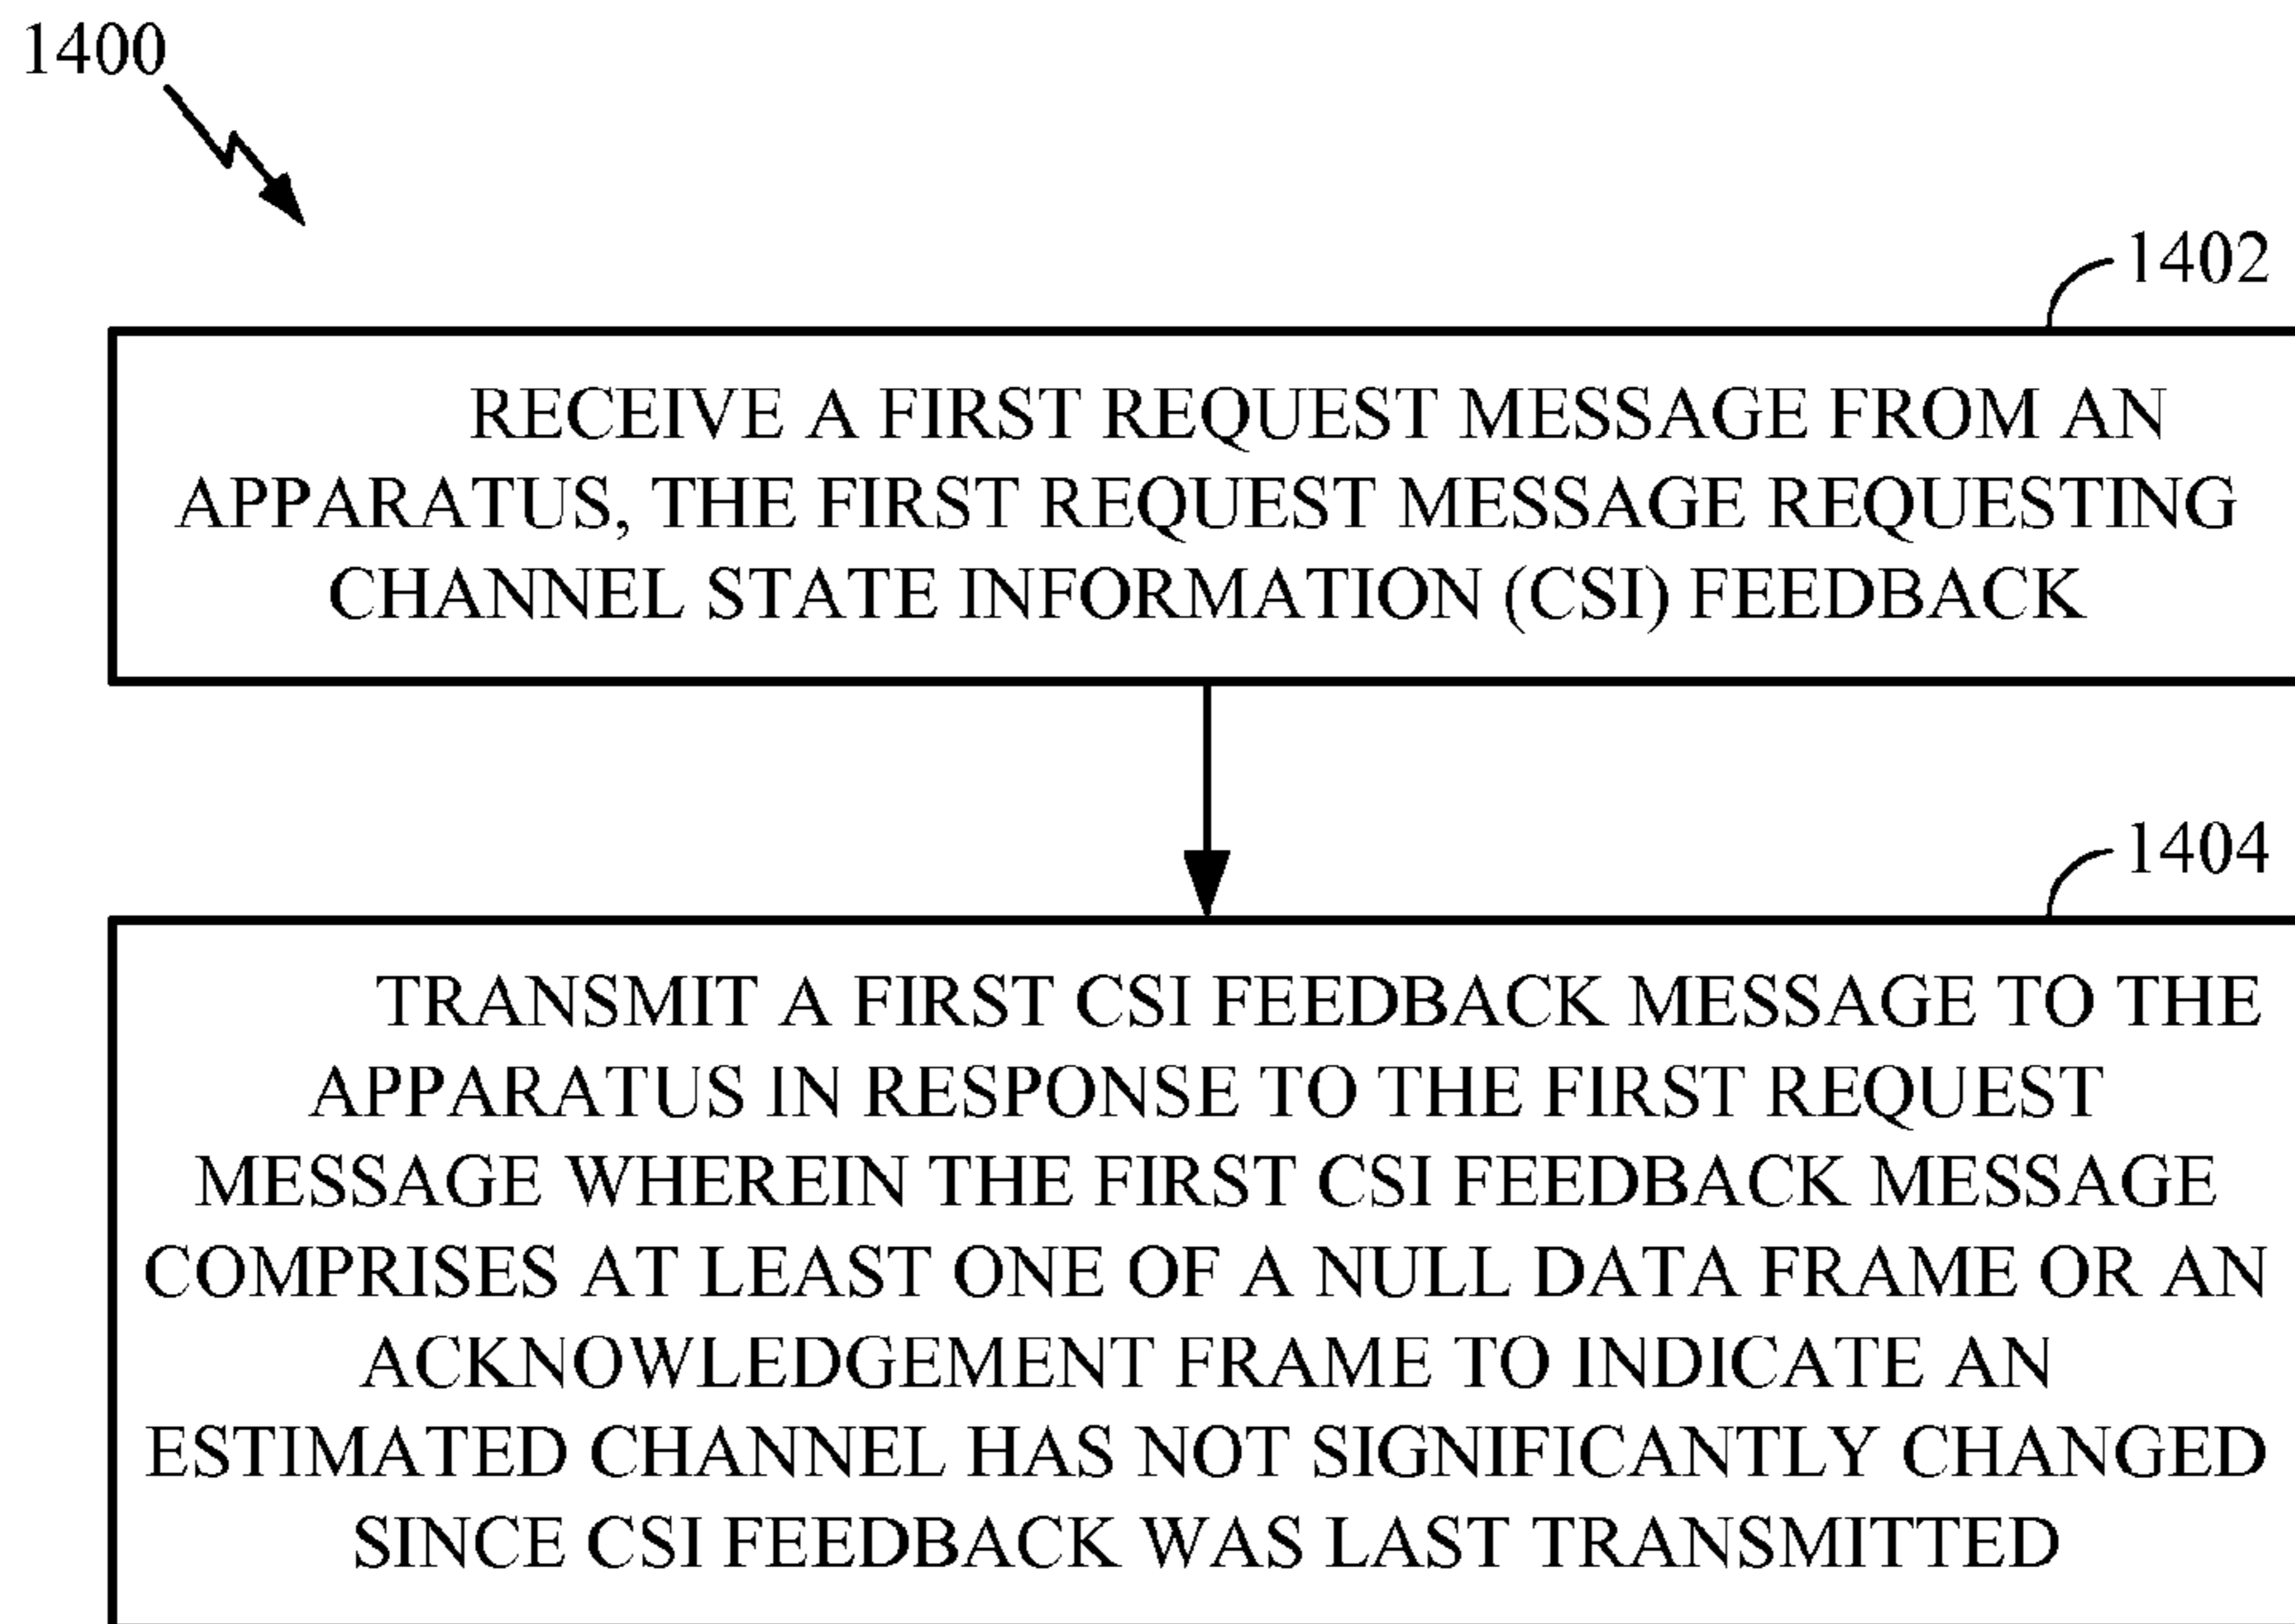 1400
1402
RECEIVE A FIRST REQUEST MESSAGE FROM AN
APPARATUS, THE FIRST REQUEST MESSAGE REQUESTING
CHANNEL STATE INFORMATION (CSI) FEEDBACK
1404
TRANSMIT A FIRST CSI FEEDBACK MESSAGE TO THE
APPARATUS IN RESPONSE TO THE FIRST REQUEST
MESSAGE WHEREIN THE FIRST CSI FEEDBACK MESSAGE
COMPRISES AT LEAST ONE OF A NULL DATA FRAME OR AN
ACKNOWLEDGEMENT FRAME TO INDICATE AN
ESTIMATED CHANNEL HAS NOT SIGNIFICANTLY CHANGED
SINCE CSI FEEDBACK WAS LAST TRANSMITTED